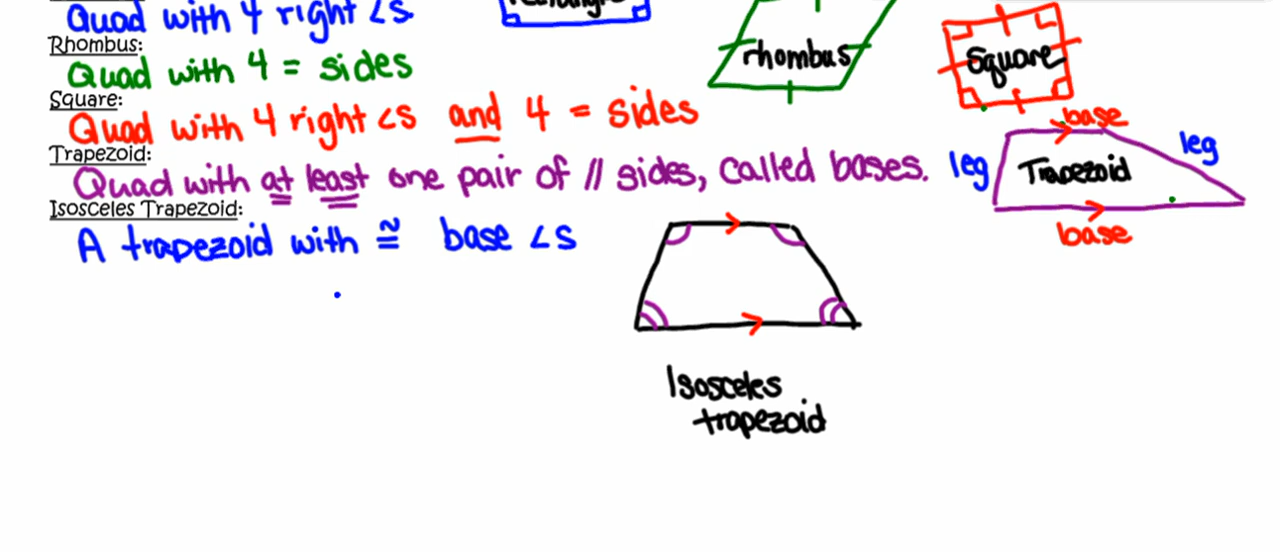 Quad with 4 right ∠s.
Rhombus:
Quad with 4 = sides
rhombus
Square
Square:
Quad with 4 right ∠s and 4 = sides
base
Trapezoid:
Quad with at least one pair of // sides, called bases.
leg
Trapezoid
leg
base
Isosceles Trapezoid:
A trapezoid with ≅ base ∠s
Isosceles
trapezoid